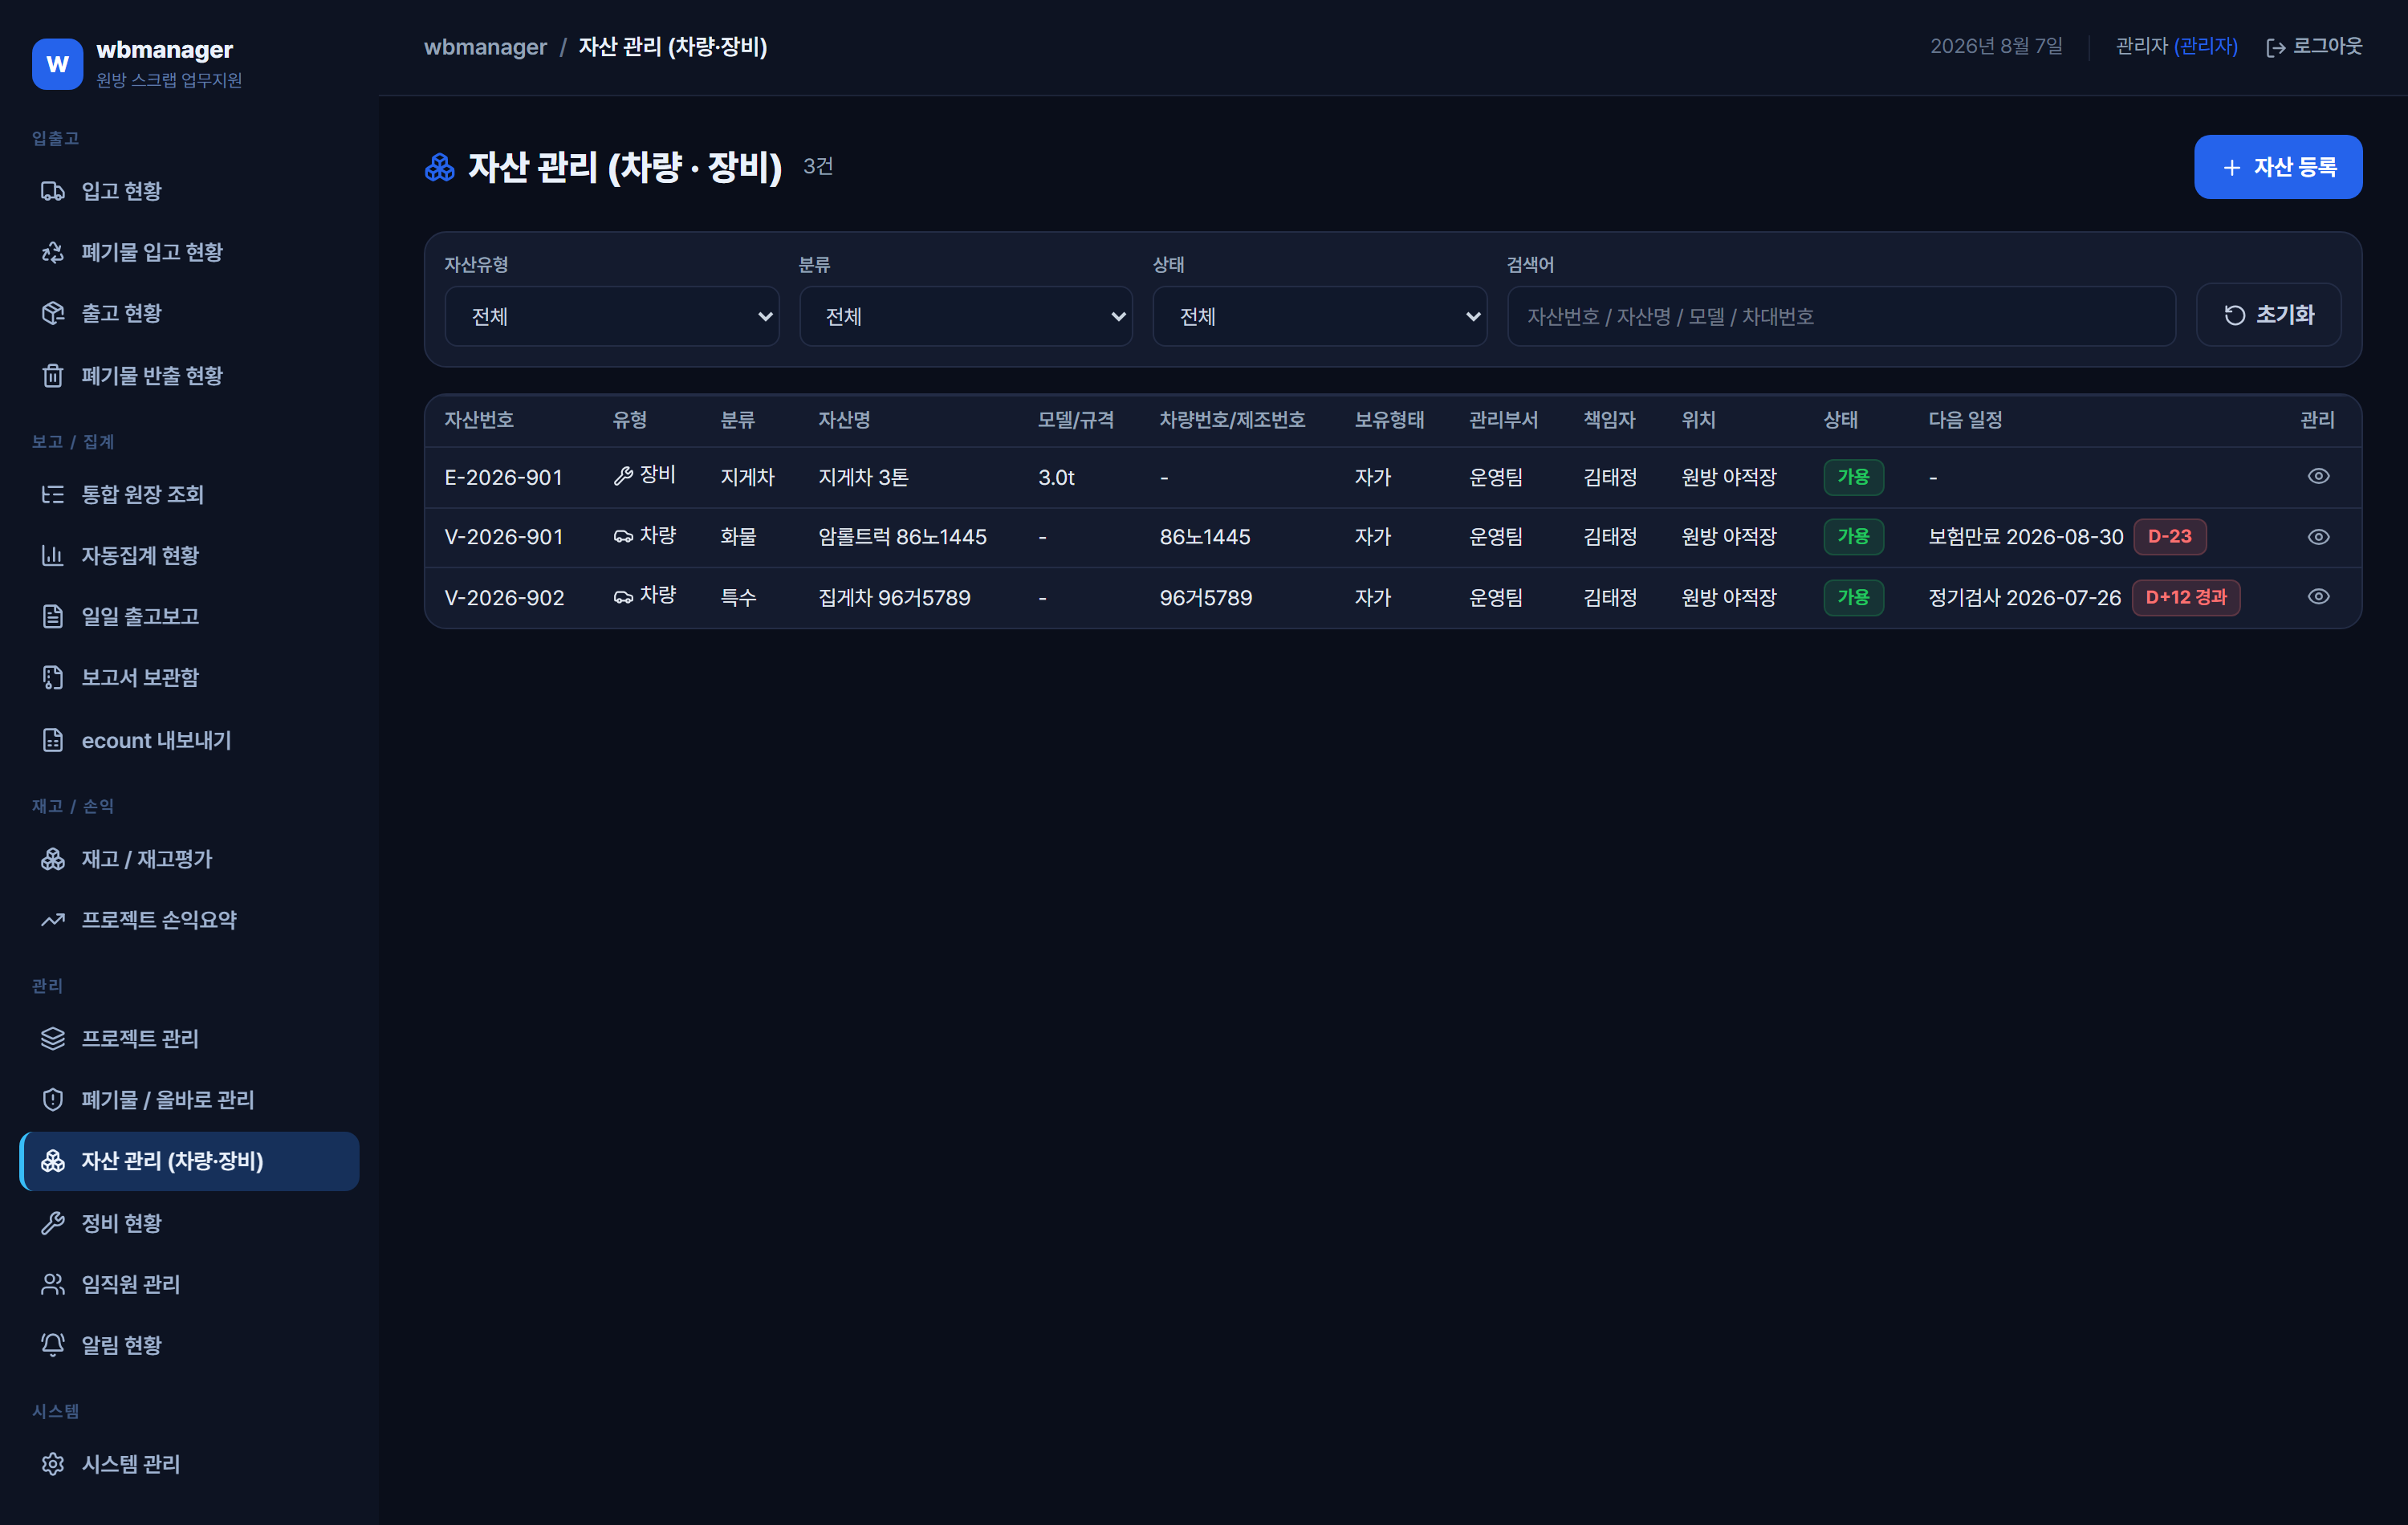 W
wbmanager
원방 스크랩 업무지원
입출고
입고 현황
폐기물 입고 현황
출고 현황
폐기물 반출 현황
보고 / 집계
통합 원장 조회
자동집계 현황
일일 출고보고
보고서 보관함
ecount 내보내기
재고 / 손익
재고 / 재고평가
프로젝트 손익요약
관리
프로젝트 관리
폐기물 / 올바로 관리
자산 관리 (차량·장비)
정비 현황
임직원 관리
알림 현황
시스템
시스템 관리
wbmanager / 자산 관리 (차량·장비)
2026년 8월 7일 관리자 (관리자) 로그아웃
자산 관리 (차량 · 장비) 3건
+ 자산 등록
자산유형 분류 상태 검색어
전체 전체 전체 자산번호 / 자산명 / 모델 / 차대번호 초기화
자산번호 유형 분류 자산명 모델/규격 차량번호/제조번호 보유형태 관리부서 책임자 위치 상태 다음 일정 관리
E-2026-901 장비 지게차 지게차 3톤 3.0t - 자가 운영팀 김태정 원방 야적장 가용 -
V-2026-901 차량 화물 암롤트럭 86노1445 - 86노1445 자가 운영팀 김태정 원방 야적장 가용 보험만료 2026-08-30 D-23
V-2026-902 차량 특수 집게차 96거5789 - 96거5789 자가 운영팀 김태정 원방 야적장 가용 정기검사 2026-07-26 D+12 경과